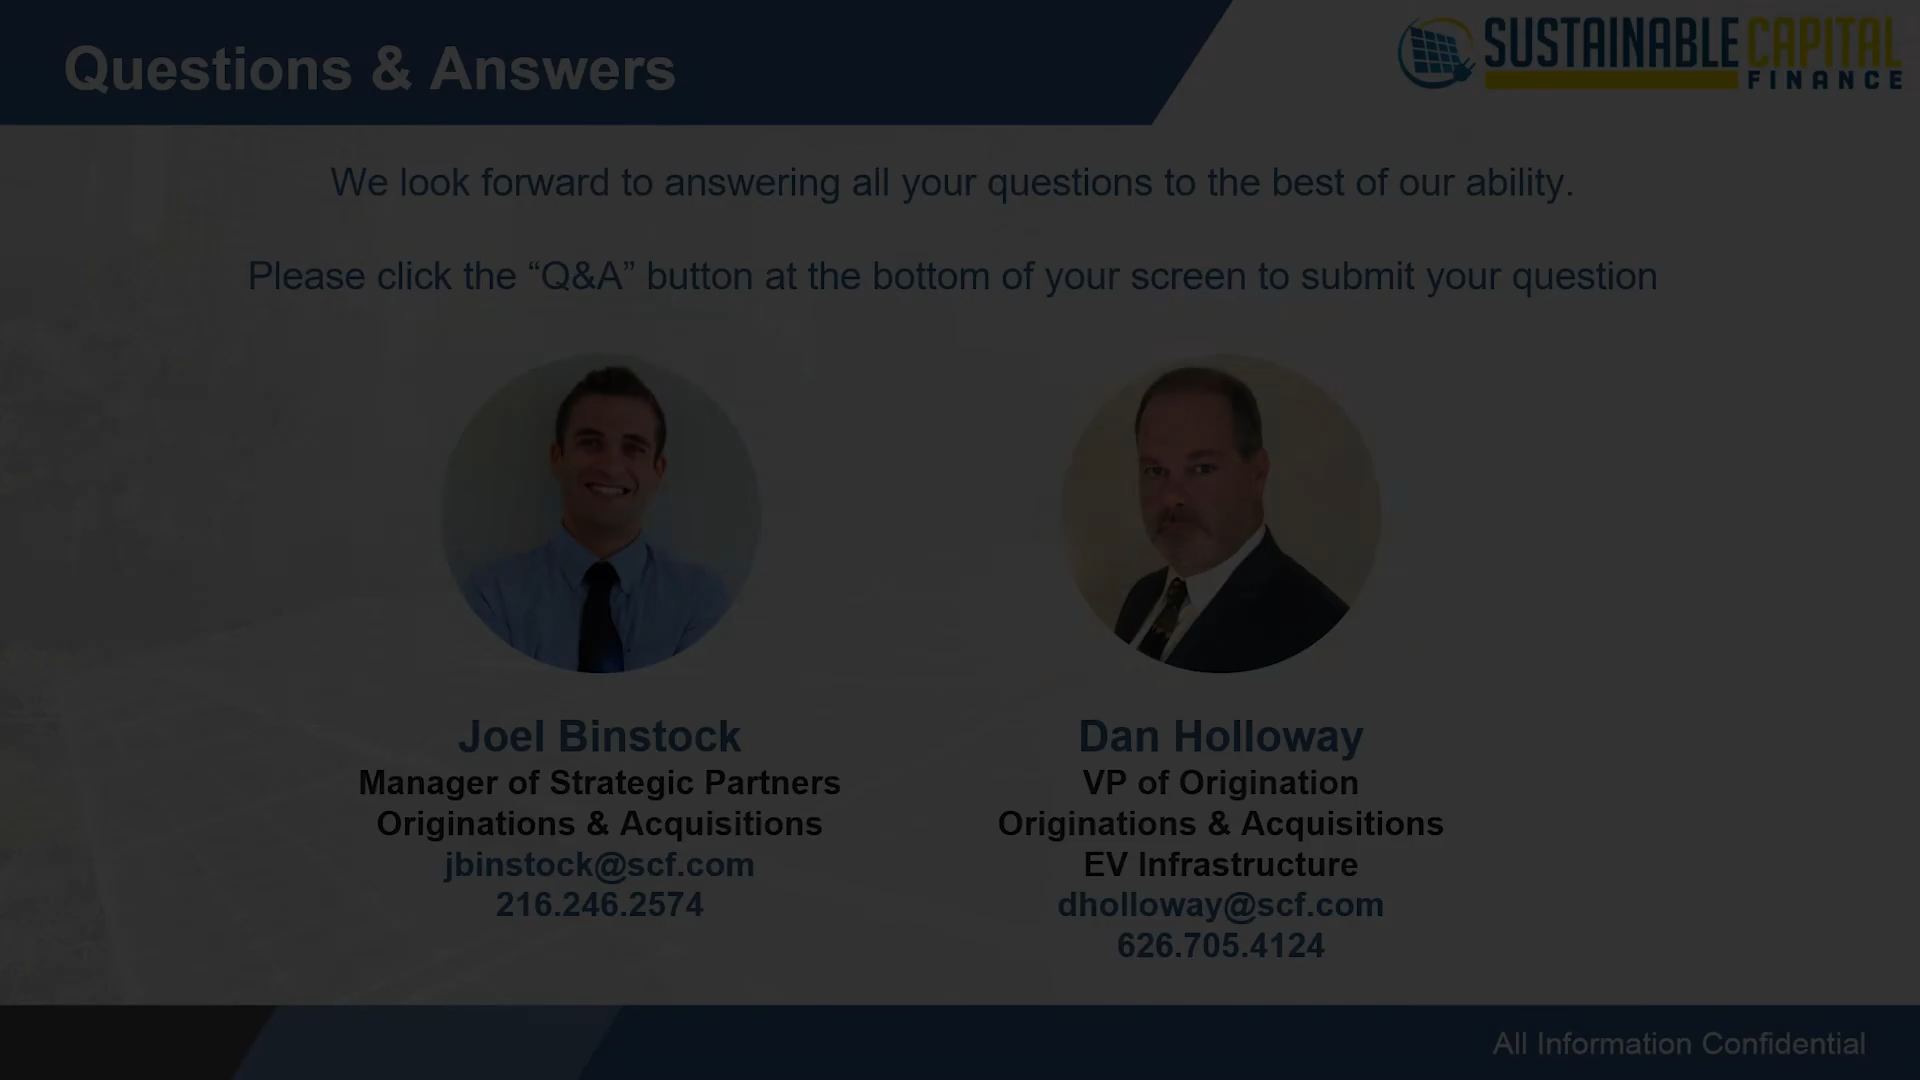 Questions & Answers
SUSTAINABLE CAPITAL
FINANCE
We look forward to answering all your questions to the best of our ability.
Please click the “Q&A” button at the bottom of your screen to submit your question
Joel Binstock
Manager of Strategic Partners
Originations & Acquisitions
jbinstock@scf.com
216.246.2574
Dan Holloway
VP of Origination
Originations & Acquisitions
EV Infrastructure
dholloway@scf.com
626.705.4124
All Information Confidential